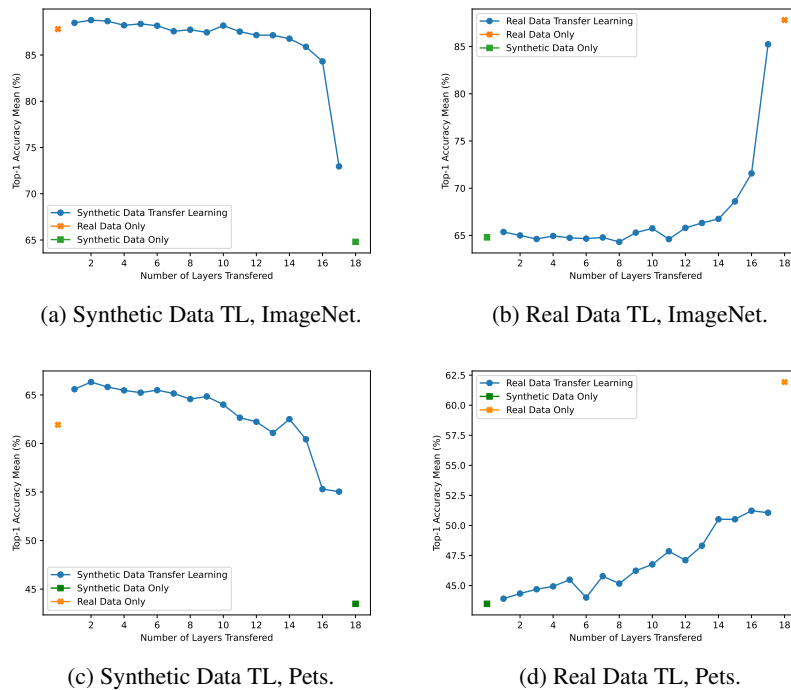 Top-1 Accuracy Mean (%)
85
80
75
70
65
Synthetic Data Transfer Learning
Real Data Only
Synthetic Data Only
2 4 6 8 10 12 14 16 18
Number of Layers Transfered
(a) Synthetic Data TL, ImageNet.
Top-1 Accuracy Mean (%)
85
80
75
70
65
Real Data Transfer Learning
Real Data Only
Synthetic Data Only
2 4 6 8 10 12 14 16 18
Number of Layers Transfered
(b) Real Data TL, ImageNet.
Top-1 Accuracy Mean (%)
65
60
55
50
45
Synthetic Data Transfer Learning
Synthetic Data Only
Real Data Only
2 4 6 8 10 12 14 16 18
Number of Layers Transfered
(c) Synthetic Data TL, Pets.
Top-1 Accuracy Mean (%)
62.5
60.0
57.5
55.0
52.5
50.0
47.5
45.0
Real Data Transfer Learning
Synthetic Data Only
Real Data Only
2 4 6 8 10 12 14 16 18
Number of Layers Transfered
(d) Real Data TL, Pets.